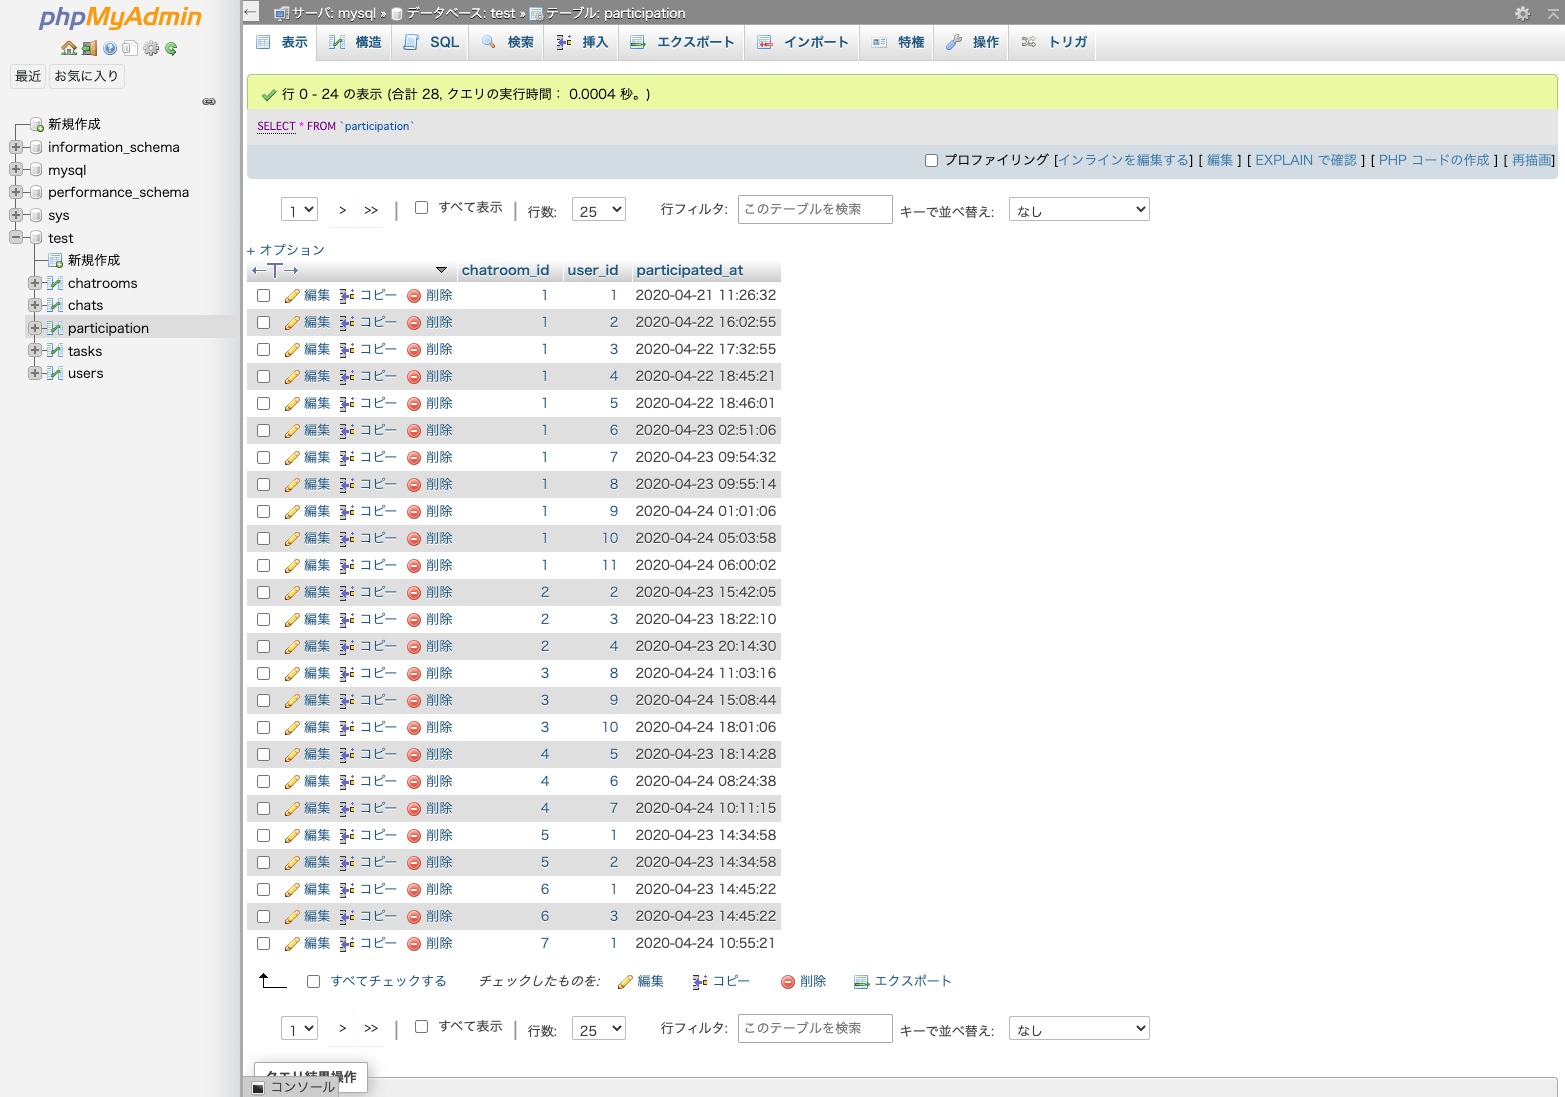 phpMyAdmin
最近 お気に入り
新規作成
information_schema
mysql
performance_schema
sys
test
新規作成
chatrooms
chats
participation
tasks
users
サーバ: mysql » データベース: test » テーブル: participation
表示 構造 SQL 検索 挿入 エクスポート インポート 特権 操作 トリガ
行 0 - 24 の表示 (合計 28, クエリの実行時間： 0.0004 秒。)
SELECT * FROM `participation`
プロファイリング [インラインを編集する] [ 編集 ] [ EXPLAIN で確認 ] [ PHP コードの作成 ] [ 再描画]
1 > >> | すべて表示 | 行数: 25 行フィルタ: このテーブルを検索 キーで並べ替え: なし
+ オプション
←T→ chatroom_id user_id participated_at
編集 コピー 削除 1 1 2020-04-21 11:26:32
編集 コピー 削除 1 2 2020-04-22 16:02:55
編集 コピー 削除 1 3 2020-04-22 17:32:55
編集 コピー 削除 1 4 2020-04-22 18:45:21
編集 コピー 削除 1 5 2020-04-22 18:46:01
編集 コピー 削除 1 6 2020-04-23 02:51:06
編集 コピー 削除 1 7 2020-04-23 09:54:32
編集 コピー 削除 1 8 2020-04-23 09:55:14
編集 コピー 削除 1 9 2020-04-24 01:01:06
編集 コピー 削除 1 10 2020-04-24 05:03:58
編集 コピー 削除 1 11 2020-04-24 06:00:02
編集 コピー 削除 2 2 2020-04-23 15:42:05
編集 コピー 削除 2 3 2020-04-23 18:22:10
編集 コピー 削除 2 4 2020-04-23 20:14:30
編集 コピー 削除 3 8 2020-04-24 11:03:16
編集 コピー 削除 3 9 2020-04-24 15:08:44
編集 コピー 削除 3 10 2020-04-24 18:01:06
編集 コピー 削除 4 5 2020-04-23 18:14:28
編集 コピー 削除 4 6 2020-04-24 08:24:38
編集 コピー 削除 4 7 2020-04-24 10:11:15
編集 コピー 削除 5 1 2020-04-23 14:34:58
編集 コピー 削除 5 2 2020-04-23 14:34:58
編集 コピー 削除 6 1 2020-04-23 14:45:22
編集 コピー 削除 6 3 2020-04-23 14:45:22
編集 コピー 削除 7 1 2020-04-24 10:55:21
すべてチェックする チェックしたものを: 編集 コピー 削除 エクスポート
1 > >> | すべて表示 | 行数: 25 行フィルタ: このテーブルを検索 キーで並べ替え: なし
クエリ結果操作
コンソール